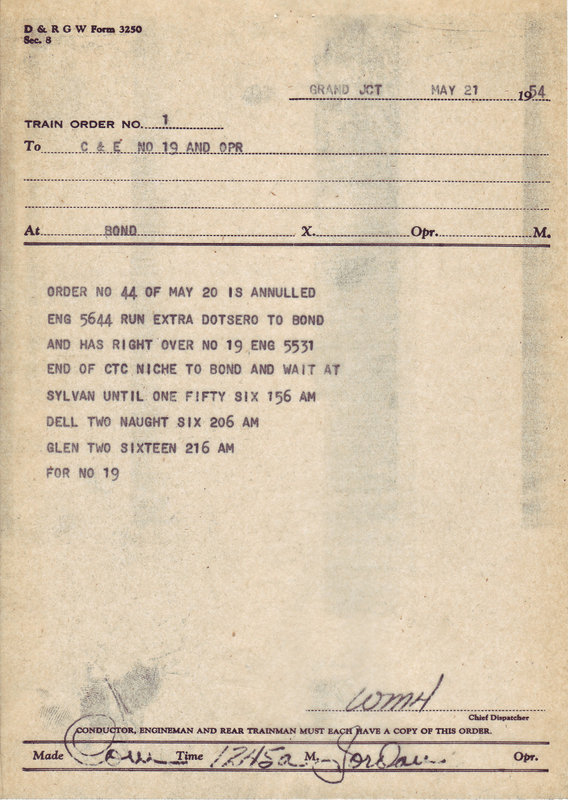 D & R G W Form 3250
Sec. 8
GRAND JCT MAY 21 1954
TRAIN ORDER NO. 1
To C & E NO 19 AND OPR
At BOND X. Opr. M.
ORDER NO 44 OF MAY 20 IS ANNULLED
ENG 5644 RUN EXTRA DOTSERO TO BOND
AND HAS RIGHT OVER NO 19 ENG 5531
END OF CTC NICHE TO BOND AND WAIT AT
SYLVAN UNTIL ONE FIFTY SIX 156 AM
DELL TWO NAUGHT SIX 206 AM
GLEN TWO SIXTEEN 216 AM
FOR NO 19
WMH
Chief Dispatcher
CONDUCTOR, ENGINEMAN AND REAR TRAINMAN MUST EACH HAVE A COPY OF THIS ORDER.
Made Com Time 1245a M. Jordan Opr.